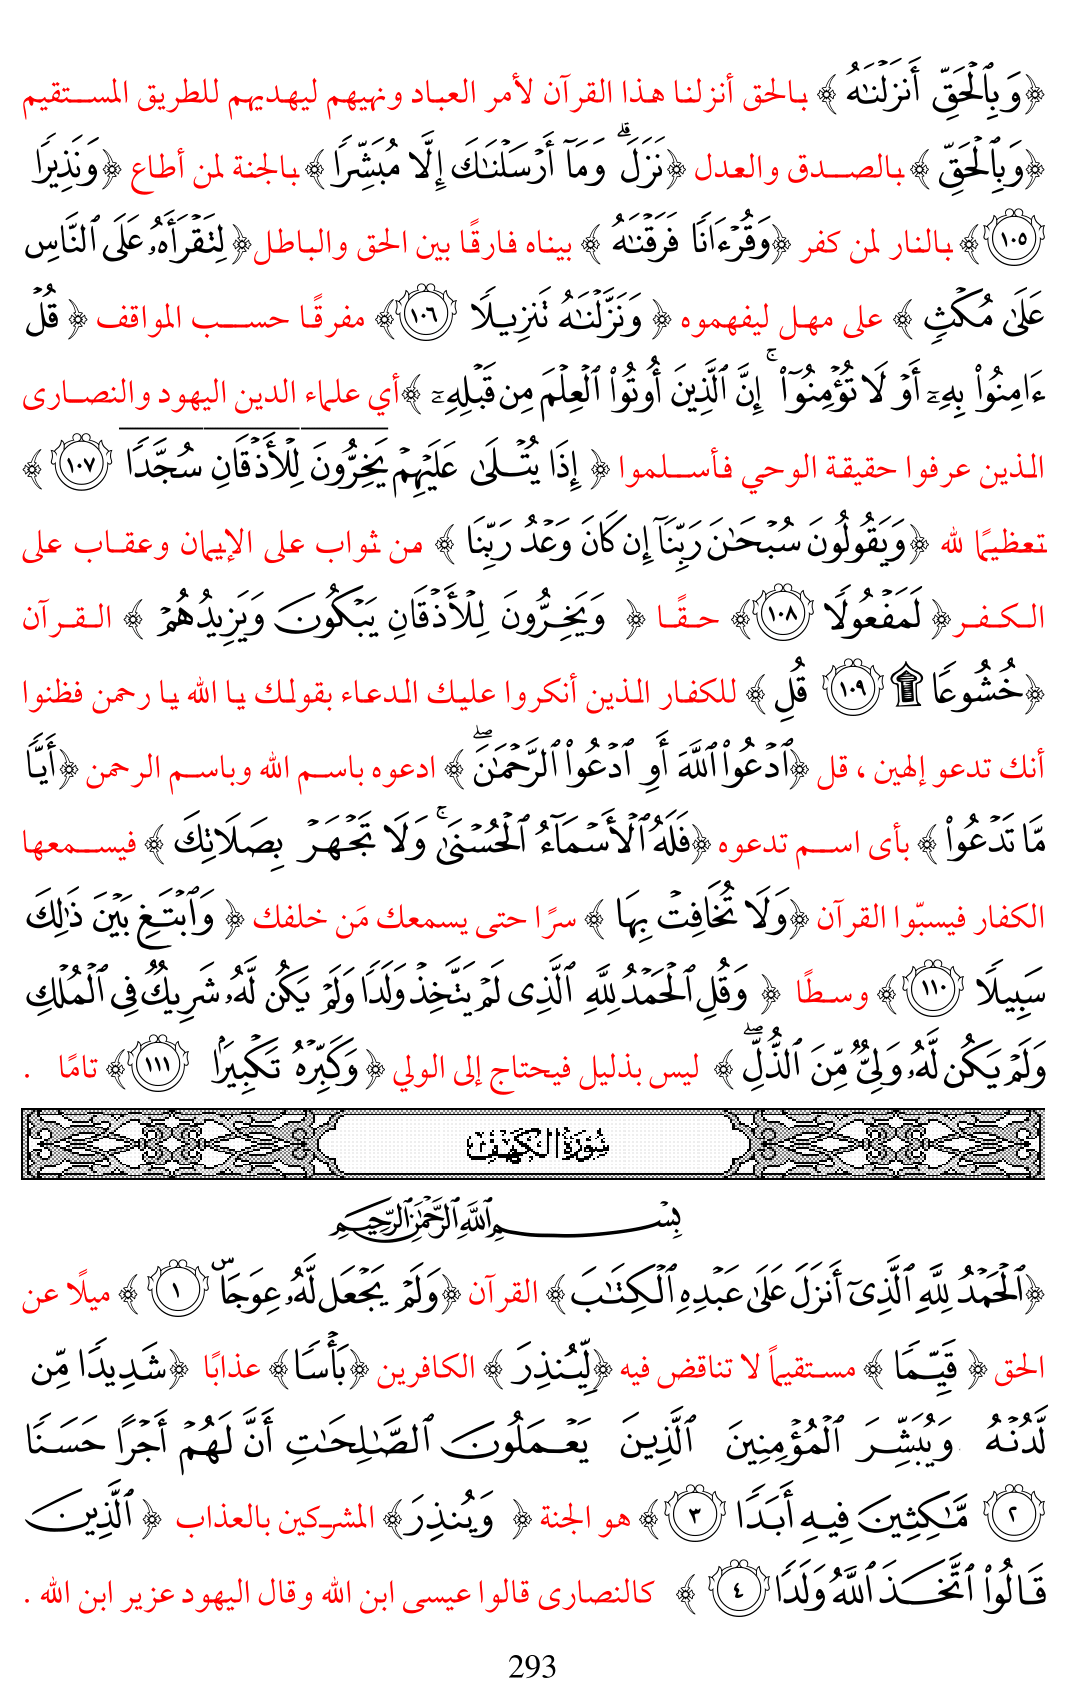 ﴿وَبِٱلْحَقِّ أَنزَلْنَـٰهُ ﴾ بالحق أنزلنا هذا القرآن لأمر العباد ونهيهم ليهديهم للطريق المستقيم
﴿وَبِٱلْحَقِّ ﴾ بالصدق والعدل ﴿نَزَلَ ۗ وَمَآ أَرْسَلْنَـٰكَ إِلَّا مُبَشِّرًا ﴾ بالجنة لمن أطاع ﴿وَنَذِيرًا
١٠٥﴾ بالنار لمن كفر ﴿وَقُرْءَانًا فَرَقْنَـٰهُ ﴾ بيناه فارقًا بين الحق والباطل ﴿ لِتَقْرَأَهُۥ عَلَى ٱلنَّاسِ
عَلَىٰ مُكْثٍ ﴾ على مهل ليفهموه ﴿ وَنَزَّلْنَـٰهُ تَنزِيلًا ١٠٦﴾ مفرقًا حسب المواقف ﴿ قُلْ
ءَامِنُوا۟ بِهِۦٓ أَوْ لَا تُؤْمِنُوٓا۟ ۚ إِنَّ ٱلَّذِينَ أُوتُوا۟ ٱلْعِلْمَ مِن قَبْلِهِۦٓ ﴾ أي علماء الدين اليهود والنصارى
الذين عرفوا حقيقة الوحي فأسلموا ﴿ إِذَا يُتْلَىٰ عَلَيْهِمْ يَخِرُّونَ لِلْأَذْقَانِ سُجَّدًا ١٠٧ ﴾
تعظيمًا لله ﴿وَيَقُولُونَ سُبْحَـٰنَ رَبِّنَآ إِن كَانَ وَعْدُ رَبِّنَا ﴾ من ثواب على الإيمان وعقاب على
الكفر ﴿ لَمَفْعُولًا ١٠٨﴾ حقًا ﴿ وَيَخِرُّونَ لِلْأَذْقَانِ يَبْكُونَ وَيَزِيدُهُمْ ﴾ القرآن
﴿خُشُوعًا ۩ ١٠٩ قُلِ ﴾ للكفار الذين أنكروا عليك الدعاء بقولك يا الله يا رحمن فظنوا
أنك تدعو إلهين ، قل ﴿ٱدْعُوا۟ ٱللَّهَ أَوِ ٱدْعُوا۟ ٱلرَّحْمَـٰنَ ۖ ﴾ ادعوه باسم الله وباسم الرحمن ﴿أَيًّا
مَّا تَدْعُوا۟ ﴾ بأى اسم تدعوه ﴿فَلَهُ ٱلْأَسْمَآءُ ٱلْحُسْنَىٰ ۚ وَلَا تَجْهَرْ بِصَلَاتِكَ ﴾ فيسمعها
الكفار فيسبّوا القرآن ﴿وَلَا تُخَافِتْ بِهَا ﴾ سرًا حتى يسمعك مَن خلفك ﴿ وَٱبْتَغِ بَيْنَ ذَٰلِكَ
سَبِيلًا ١١٠ ﴾ وسطًا ﴿ وَقُلِ ٱلْحَمْدُ لِلَّهِ ٱلَّذِى لَمْ يَتَّخِذْ وَلَدًا وَلَمْ يَكُن لَّهُۥ شَرِيكٌ فِى ٱلْمُلْكِ
وَلَمْ يَكُن لَّهُۥ وَلِىٌّ مِّنَ ٱلذُّلِّ ۖ ﴾ ليس بذليل فيحتاج إلى الولي ﴿ وَكَبِّرْهُ تَكْبِيرًۢا ١١١ ﴾ تامًا .
سُورَةُ الكَهْفِ
بِسْمِ ٱللَّهِ ٱلرَّحْمَـٰنِ ٱلرَّحِيمِ
﴿ٱلْحَمْدُ لِلَّهِ ٱلَّذِىٓ أَنزَلَ عَلَىٰ عَبْدِهِ ٱلْكِتَـٰبَ ﴾ القرآن ﴿وَلَمْ يَجْعَل لَّهُۥ عِوَجَا ۜ ١ ﴾ ميلًا عن
الحق ﴿ قَيِّمًا ﴾ مستقيماً لا تناقض فيه ﴿لِّيُنذِرَ ﴾ الكافرين ﴿بَأْسًا﴾ عذابًا ﴿شَدِيدًا مِّن
لَّدُنْهُ وَيُبَشِّرَ ٱلْمُؤْمِنِينَ ٱلَّذِينَ يَعْمَلُونَ ٱلصَّـٰلِحَـٰتِ أَنَّ لَهُمْ أَجْرًا حَسَنًا
٢ مَّـٰكِثِينَ فِيهِ أَبَدًا ٣ ﴾ هو الجنة ﴿ وَيُنذِرَ﴾ المشركين بالعذاب ﴿ ٱلَّذِينَ
قَالُوا۟ ٱتَّخَذَ ٱللَّهُ وَلَدًا ٤ ﴾ كالنصارى قالوا عيسى ابن الله وقال اليهود عزير ابن الله .
293